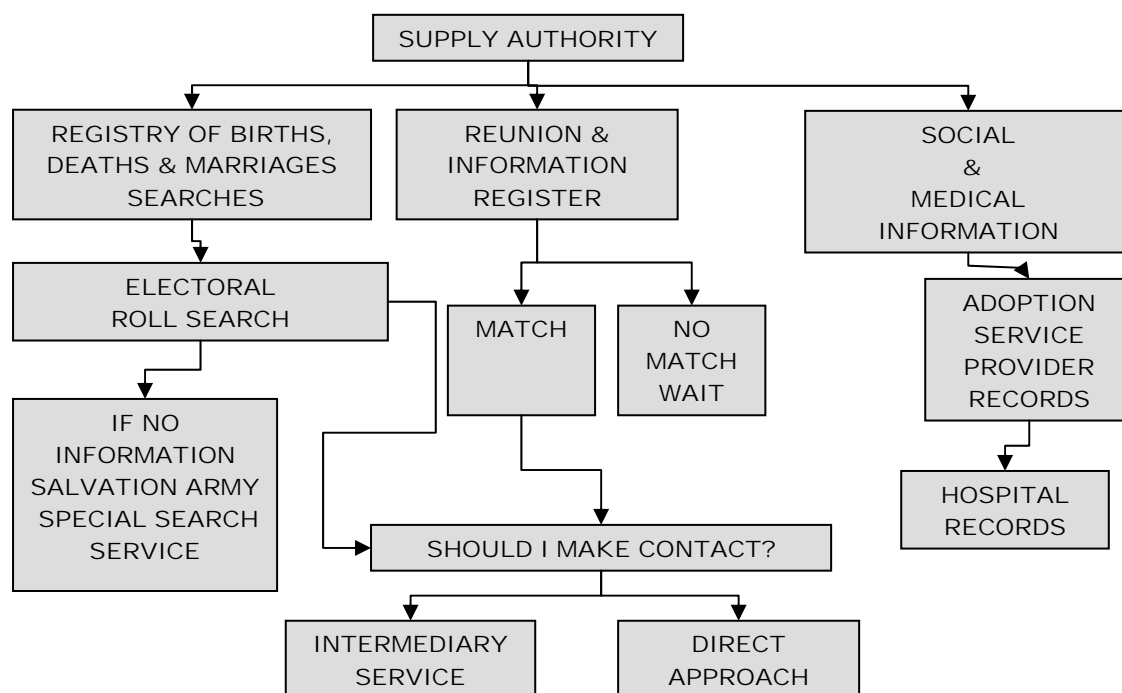 SUPPLY AUTHORITY
REGISTRY OF BIRTHS,
DEATHS & MARRIAGES
SEARCHES
REUNION &
INFORMATION
REGISTER
SOCIAL
&
MEDICAL
INFORMATION
ELECTORAL
ROLL SEARCH
MATCH
NO
MATCH
WAIT
ADOPTION
SERVICE
PROVIDER
RECORDS
IF NO
INFORMATION
SALVATION ARMY
SPECIAL SEARCH
SERVICE
HOSPITAL
RECORDS
SHOULD I MAKE CONTACT?
INTERMEDIARY
SERVICE
DIRECT
APPROACH